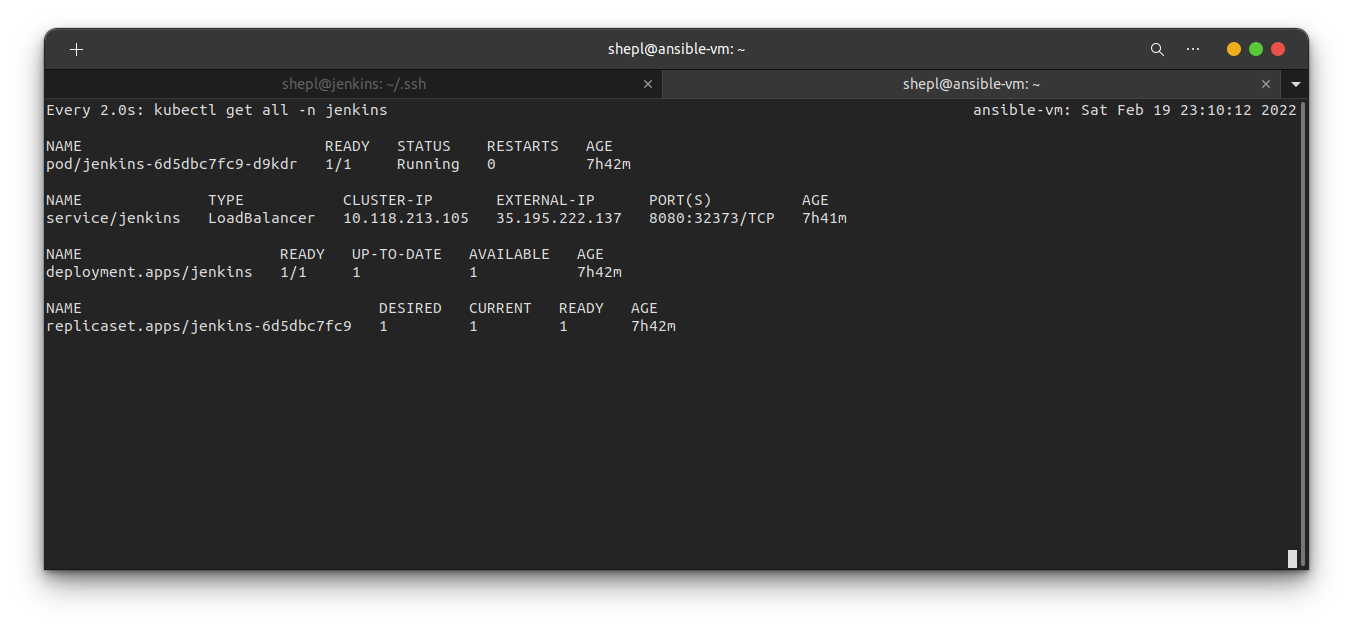 shepl@ansible-vm: ~
shepl@jenkins: ~/.ssh
shepl@ansible-vm: ~
Every 2.0s: kubectl get all -n jenkins ansible-vm: Sat Feb 19 23:10:12 2022
NAME READY STATUS RESTARTS AGE
pod/jenkins-6d5dbc7fc9-d9kdr 1/1 Running 0 7h42m
NAME TYPE CLUSTER-IP EXTERNAL-IP PORT(S) AGE
service/jenkins LoadBalancer 10.118.213.105 35.195.222.137 8080:32373/TCP 7h41m
NAME READY UP-TO-DATE AVAILABLE AGE
deployment.apps/jenkins 1/1 1 1 7h42m
NAME DESIRED CURRENT READY AGE
replicaset.apps/jenkins-6d5dbc7fc9 1 1 1 7h42m